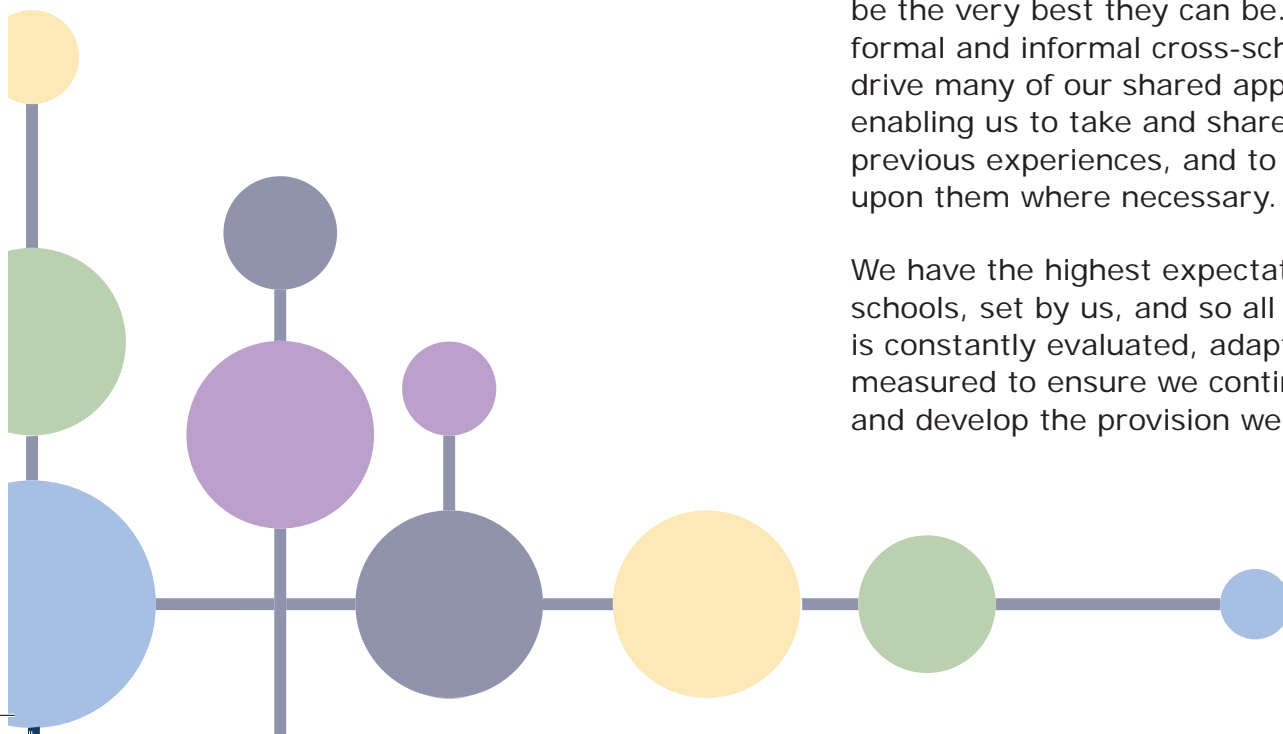 be the very best they can be.
formal and informal cross-sch
drive many of our shared app
enabling us to take and share
previous experiences, and to
upon them where necessary.
We have the highest expectat
schools, set by us, and so all
is constantly evaluated, adapt
measured to ensure we contin
and develop the provision we